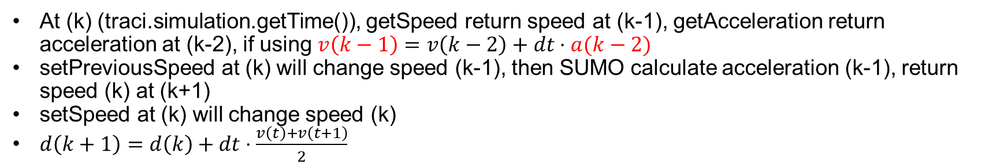 • At (k) (traci.simulation.getTime()), getSpeed return speed at (k-1), getAcceleration return
acceleration at (k-2), if using v(k − 1) = v(k − 2) + dt · a(k − 2)
• setPreviousSpeed at (k) will change speed (k-1), then SUMO calculate acceleration (k-1), return
speed (k) at (k+1)
• setSpeed at (k) will change speed (k)
• d(k + 1) = d(k) + dt · \frac{v(t)+v(t+1)}{2}